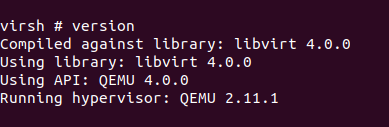 virsh # version
Compiled against library: libvirt 4.0.0
Using library: libvirt 4.0.0
Using API: QEMU 4.0.0
Running hypervisor: QEMU 2.11.1